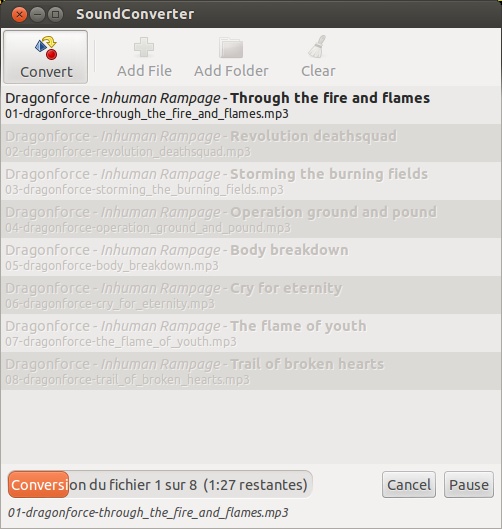 SoundConverter
Convert Add File Add Folder Clear
Dragonforce - Inhuman Rampage - Through the fire and flames
01-dragonforce-through_the_fire_and_flames.mp3
Dragonforce - Inhuman Rampage - Revolution deathsquad
02-dragonforce-revolution_deathsquad.mp3
Dragonforce - Inhuman Rampage - Storming the burning fields
03-dragonforce-storming_the_burning_fields.mp3
Dragonforce - Inhuman Rampage - Operation ground and pound
04-dragonforce-operation_ground_and_pound.mp3
Dragonforce - Inhuman Rampage - Body breakdown
05-dragonforce-body_breakdown.mp3
Dragonforce - Inhuman Rampage - Cry for eternity
06-dragonforce-cry_for_eternity.mp3
Dragonforce - Inhuman Rampage - The flame of youth
07-dragonforce-the_flame_of_youth.mp3
Dragonforce - Inhuman Rampage - Trail of broken hearts
08-dragonforce-trail_of_broken_hearts.mp3
Conversion du fichier 1 sur 8 (1:27 restantes) Cancel Pause
01-dragonforce-through_the_fire_and_flames.mp3